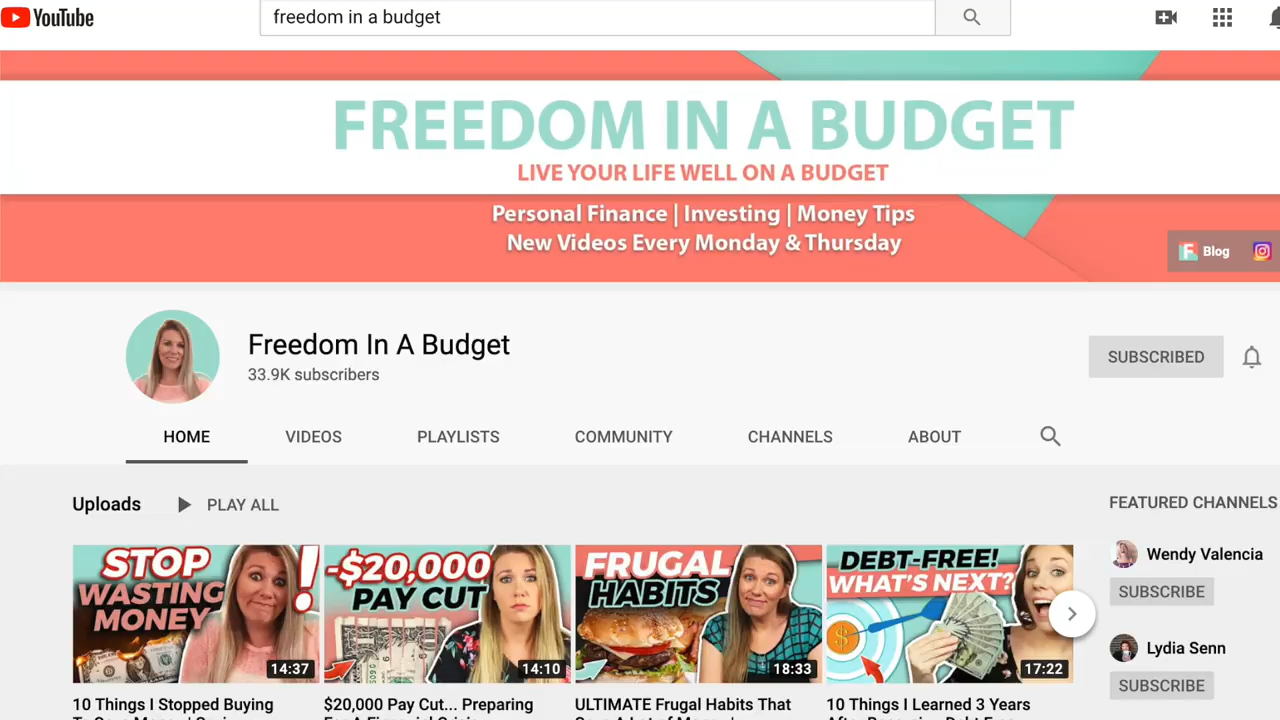 YouTube
freedom in a budget
FREEDOM IN A BUDGET
LIVE YOUR LIFE WELL ON A BUDGET
Personal Finance | Investing | Money Tips
New Videos Every Monday & Thursday
Blog
Freedom In A Budget
33.9K subscribers
SUBSCRIBED
HOME VIDEOS PLAYLISTS COMMUNITY CHANNELS ABOUT
Uploads PLAY ALL
FEATURED CHANNELS
STOP
WASTING
MONEY
!
14:37
-$20,000
PAY CUT
14:10
FRUGAL
HABITS
18:33
DEBT-FREE!
WHAT'S NEXT?
$
17:22
Wendy Valencia
SUBSCRIBE
Lydia Senn
SUBSCRIBE
10 Things I Stopped Buying
$20,000 Pay Cut... Preparing
ULTIMATE Frugal Habits That
10 Things I Learned 3 Years